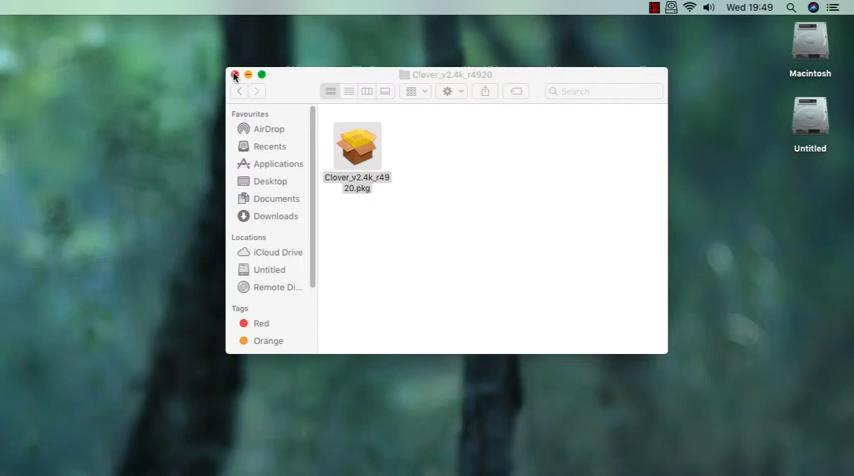 Wed 19:49
Macintosh
Untitled
Clover_v2.4k_r4920
Search
Favourites
AirDrop
Recents
Applications
Desktop
Documents
Downloads
Locations
iCloud Drive
Untitled
Remote Di...
Tags
Red
Orange
Clover_v2.4k_r49
20.pkg